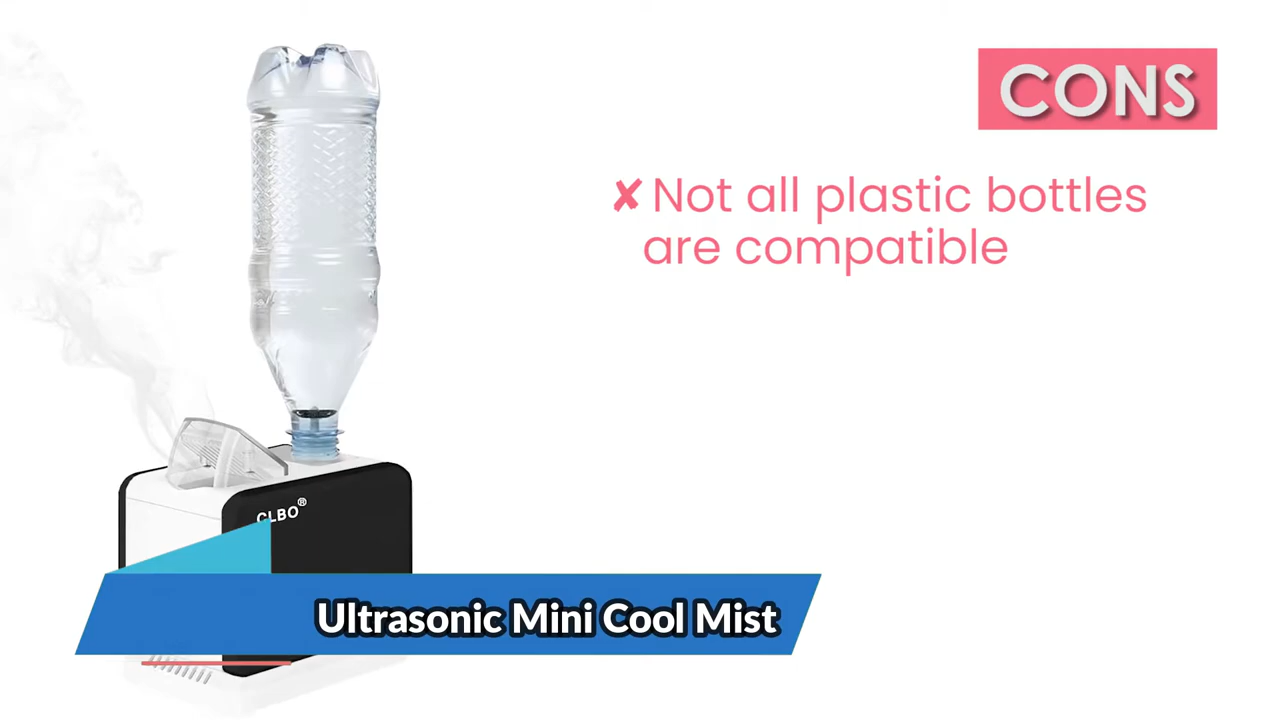 CONS
✘ Not all plastic bottles
are compatible
CLBO®
Ultrasonic Mini Cool Mist